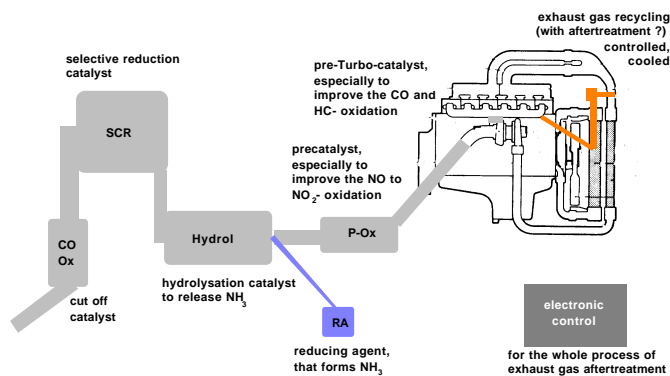 exhaust gas recycling
(with aftertreatment ?)
controlled,
cooled
selective reduction
catalyst
pre-Turbo-catalyst,
especially to
improve the CO and
HC- oxidation
SCR
precatalyst,
especially to
improve the NO to
NO2- oxidation
CO
Ox
Hydrol
P-Ox
cut off
catalyst
hydrolysation catalyst
to release NH3
RA
reducing agent,
that forms NH3
electronic
control
for the whole process of
exhaust gas aftertreatment